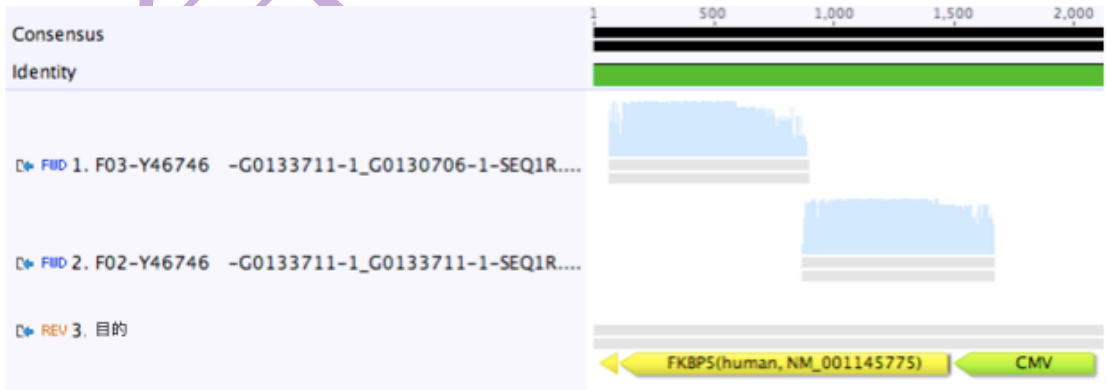 1 500 1,000 1,500 2,000
Consensus
Identity
FWD 1. F03-Y46746 -G0133711-1_G0130706-1-SEQ1R....
FWD 2. F02-Y46746 -G0133711-1_G0133711-1-SEQ1R....
REV 3. 目的
FKBP5(human, NM_001145775) CMV